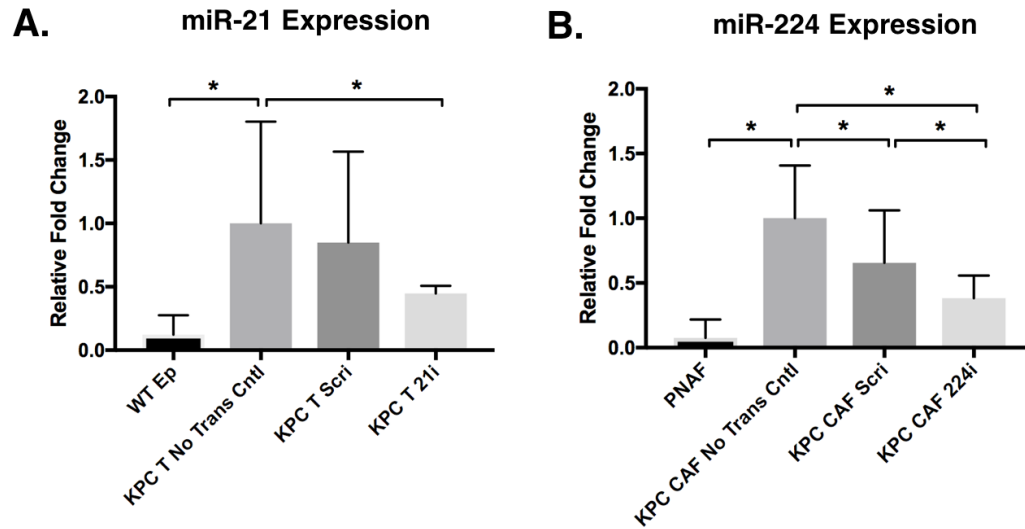 A.
miR-21 Expression
*
*
Relative Fold Change
2.0
1.5
1.0
0.5
0.0
WT Ep
KPC T No Trans Cntl
KPC T Scri
KPC T 21i
B.
miR-224 Expression
*
*
*
*
Relative Fold Change
2.0
1.5
1.0
0.5
0.0
PNAF
KPC CAF No Trans Cntl
KPC CAF Scri
KPC CAF 224i